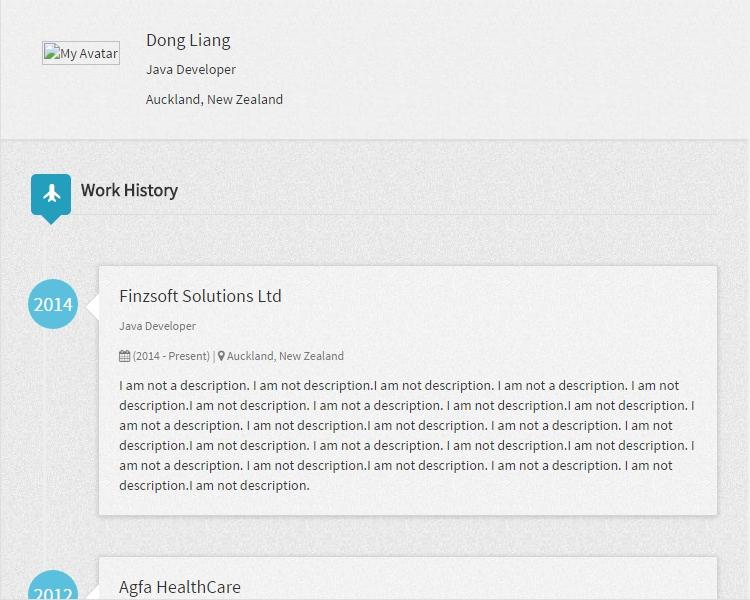 My Avatar
Dong Liang
Java Developer
Auckland, New Zealand
Work History
2014
Finzsoft Solutions Ltd
Java Developer
(2014 - Present) | Auckland, New Zealand
I am not a description. I am not description.I am not description. I am not a description. I am not
description.I am not description. I am not a description. I am not description.I am not description. I
am not a description. I am not description.I am not description. I am not a description. I am not
description.I am not description. I am not a description. I am not description.I am not description. I
am not a description. I am not description.I am not description. I am not a description. I am not
description.I am not description.
2012
Agfa HealthCare